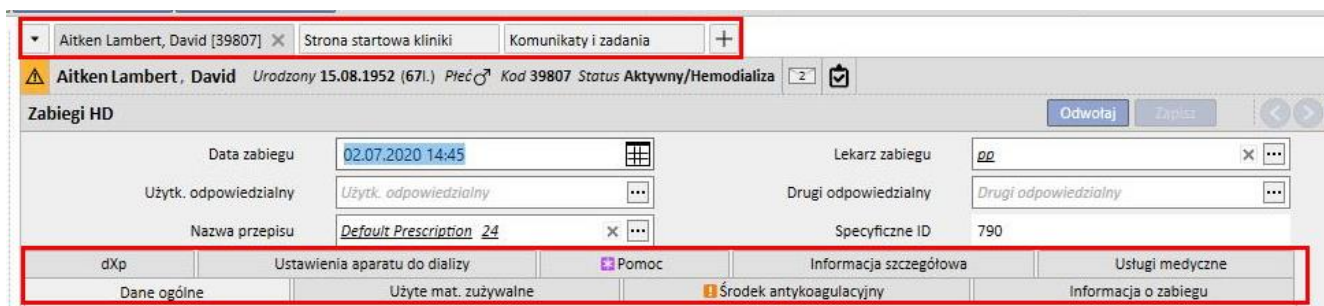 Aitken Lambert, David [39807] Strona startowa kliniki Komunikaty i zadania
Aitken Lambert, David Urodzony 15.08.1952 (67l.) Płeć Kod 39807 Status Aktywny/Hemodializa 2
Zabiegi HD Odwołaj Zapisz
Data zabiegu 02.07.2020 14:45 Lekarz zabiegu pp
Użytk. odpowiedzialny Użytk. odpowiedzialny Drugi odpowiedzialny Drugi odpowiedzialny
Nazwa przepisu Default Prescription 24 Specyficzne ID 790
dXp Ustawienia aparatu do dializy Pomoc Informacja szczegółowa Usługi medyczne
Dane ogólne Użyte mat. zużywalne Środek antykoagulacyjny Informacja o zabiegu